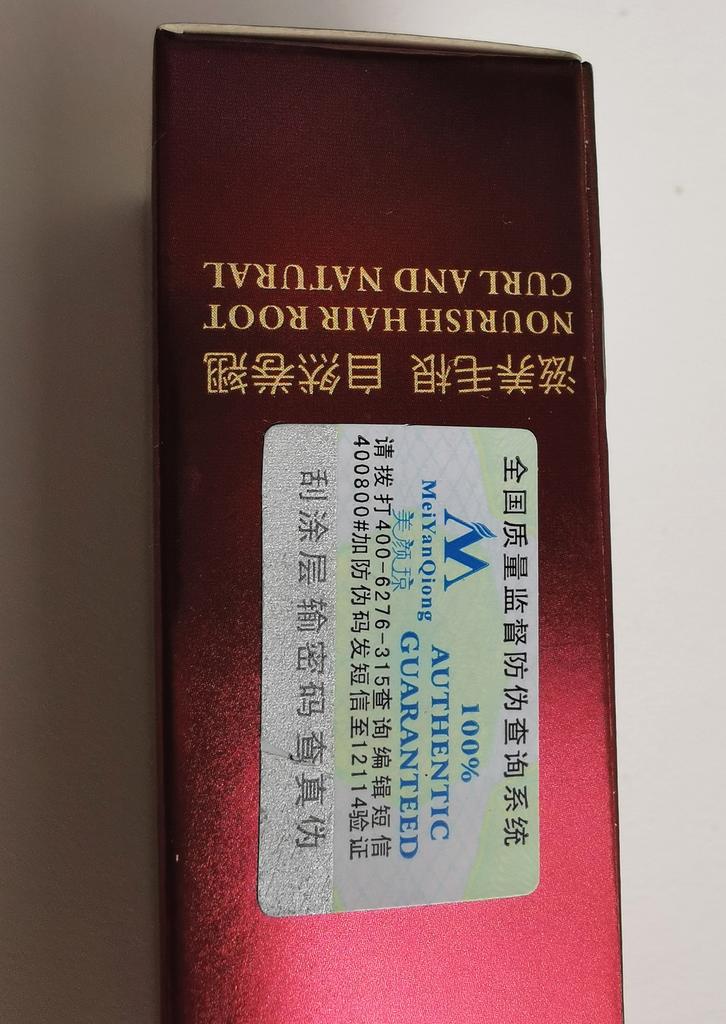 滋养毛根 自然卷翘
NOURISH HAIR ROOT
CURL AND NATURAL
全国质量监督防伪查询系统
MeiYanQiong
美颜琼
100%
AUTHENTIC
GUARANTEED
请拨打400-6276-315查询编辑短信
400800#加防伪码发短信至12114验证
刮涂层输密码查真伪